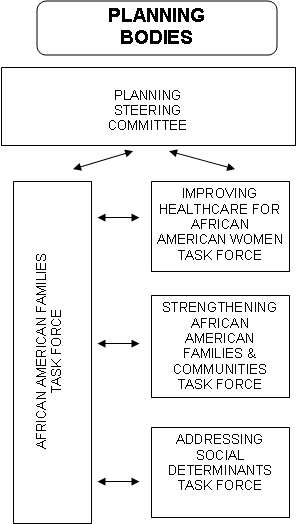 PLANNING
BODIES
PLANNING
STEERING
COMMITTEE
AFRICAN AMERICAN FAMILIES
TASK FORCE
IMPROVING
HEALTHCARE FOR
AFRICAN
AMERICAN WOMEN
TASK FORCE
STRENGTHENING
AFRICAN
AMERICAN
FAMILIES &
COMMUNITIES
TASK FORCE
ADDRESSING
SOCIAL
DETERMINANTS
TASK FORCE